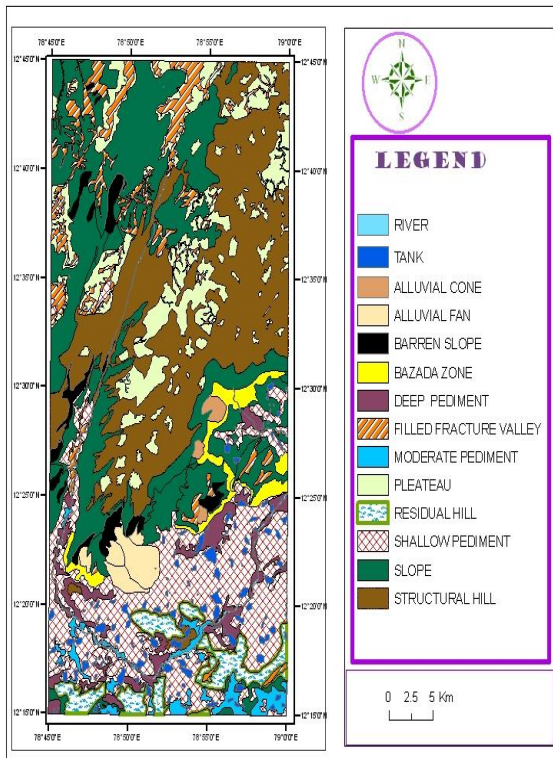 78°45'0"E 78°50'0"E 78°55'0"E 79°0'0"E
12°45'0"N 12°45'0"N
12°40'0"N 12°40'0"N
12°35'0"N 12°35'0"N
12°30'0"N 12°30'0"N
12°25'0"N 12°25'0"N
12°20'0"N 12°20'0"N
12°15'0"N 12°15'0"N
78°45'0"E 78°50'0"E 78°55'0"E 79°0'0"E
N
W E
S
LEGEND
RIVER
TANK
ALLUVIAL CONE
ALLUVIAL FAN
BARREN SLOPE
BAZADA ZONE
DEEP PEDIMENT
FILLED FRACTURE VALLEY
MODERATE PEDIMENT
PLEATEAU
RESIDUAL HILL
SHALLOW PEDIMENT
SLOPE
STRUCTURAL HILL
0 2.5 5 Km